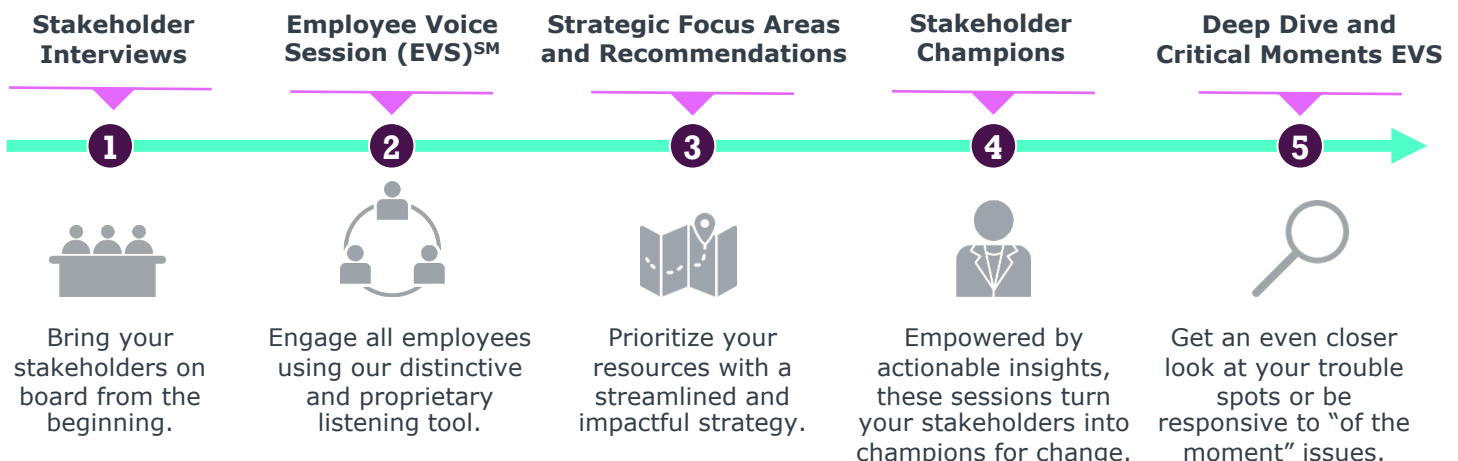 Stakeholder
Interviews
Employee Voice
Session (EVS)℠
Strategic Focus Areas
and Recommendations
Stakeholder
Champions
Deep Dive and
Critical Moments EVS
1
2
3
4
5
Bring your
stakeholders on
board from the
beginning.
Engage all employees
using our distinctive
and proprietary
listening tool.
Prioritize your
resources with a
streamlined and
impactful strategy.
Empowered by
actionable insights,
these sessions turn
your stakeholders into
champions for change.
Get an even closer
look at your trouble
spots or be
responsive to “of the
moment” issues.